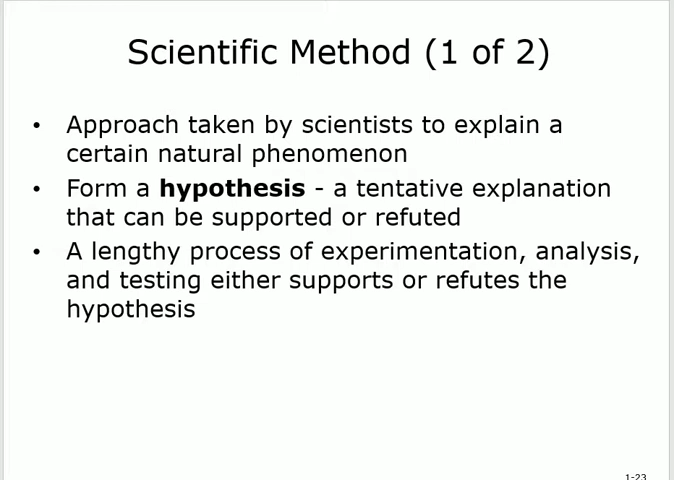 Scientific Method (1 of 2)
• Approach taken by scientists to explain a
certain natural phenomenon
• Form a hypothesis - a tentative explanation
that can be supported or refuted
• A lengthy process of experimentation, analysis,
and testing either supports or refutes the
hypothesis
1-23